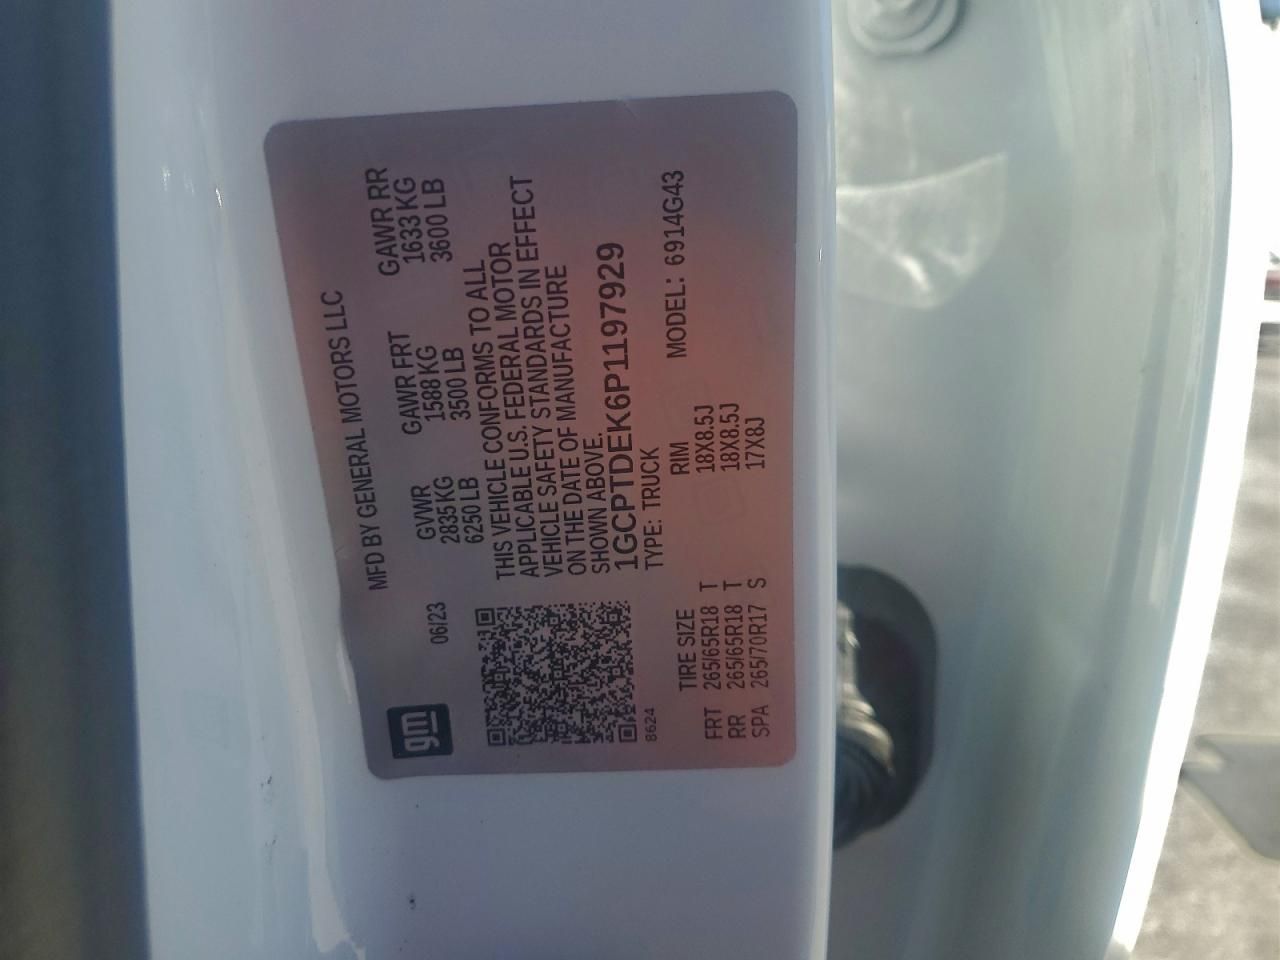 gm
06/23
MFD BY GENERAL MOTORS LLC
GVWR GAWR FRT GAWR RR
2835 KG 1588 KG 1633 KG
6250 LB 3500 LB 3600 LB
THIS VEHICLE CONFORMS TO ALL
APPLICABLE U.S. FEDERAL MOTOR
VEHICLE SAFETY STANDARDS IN EFFECT
ON THE DATE OF MANUFACTURE
SHOWN ABOVE.
1GCPTDEK6P1197929
8624
TYPE: TRUCK
MODEL: 6914G43
TIRE SIZE RIM
FRT 265/65R18 T 18X8.5J
RR 265/65R18 T 18X8.5J
SPA 265/70R17 S 17X8J